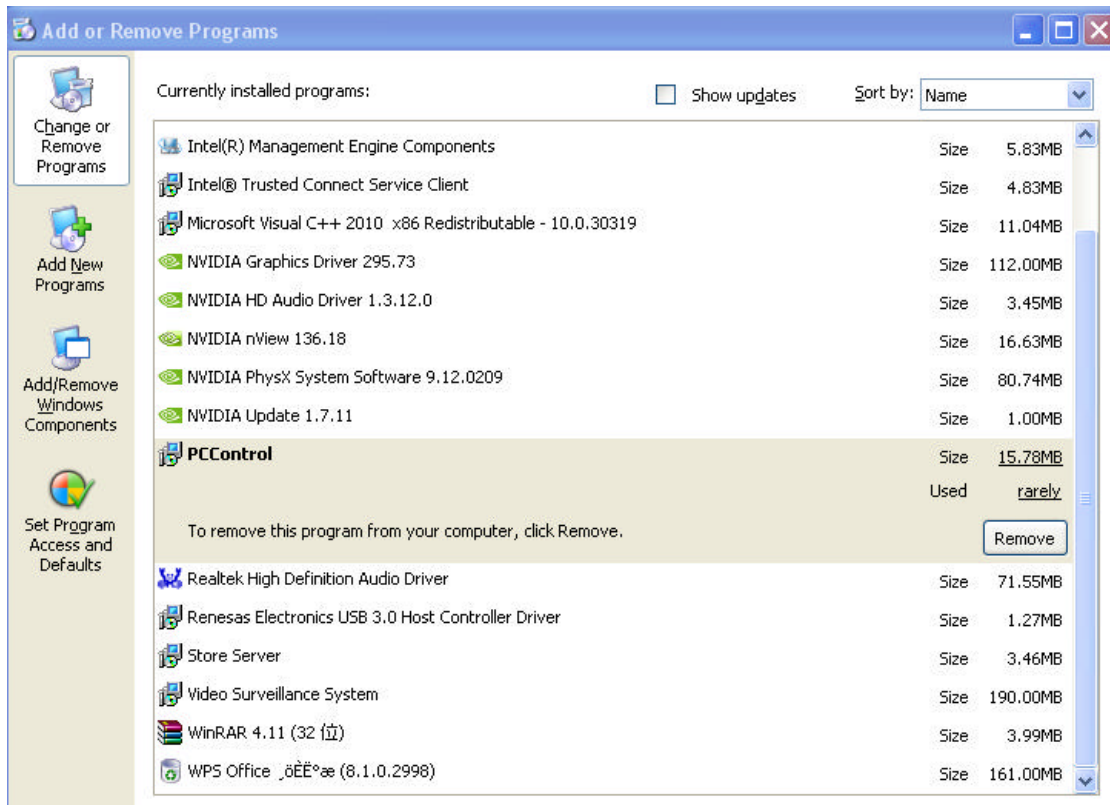 Add or Remove Programs
Change or
Remove
Programs
Add New
Programs
Add/Remove
Windows
Components
Set Program
Access and
Defaults
Currently installed programs: Show updates Sort by: Name
Intel(R) Management Engine Components Size 5.83MB
Intel® Trusted Connect Service Client Size 4.83MB
Microsoft Visual C++ 2010 x86 Redistributable - 10.0.30319 Size 11.04MB
NVIDIA Graphics Driver 295.73 Size 112.00MB
NVIDIA HD Audio Driver 1.3.12.0 Size 3.45MB
NVIDIA nView 136.18 Size 16.63MB
NVIDIA PhysX System Software 9.12.0209 Size 80.74MB
NVIDIA Update 1.7.11 Size 1.00MB
PCControl Size 15.78MB
Used rarely
To remove this program from your computer, click Remove. Remove
Realtek High Definition Audio Driver Size 71.55MB
Renesas Electronics USB 3.0 Host Controller Driver Size 1.27MB
Store Server Size 3.46MB
Video Surveillance System Size 190.00MB
WinRAR 4.11 (32 位) Size 3.99MB
WPS Office ¸öÈË°æ (8.1.0.2998) Size 161.00MB